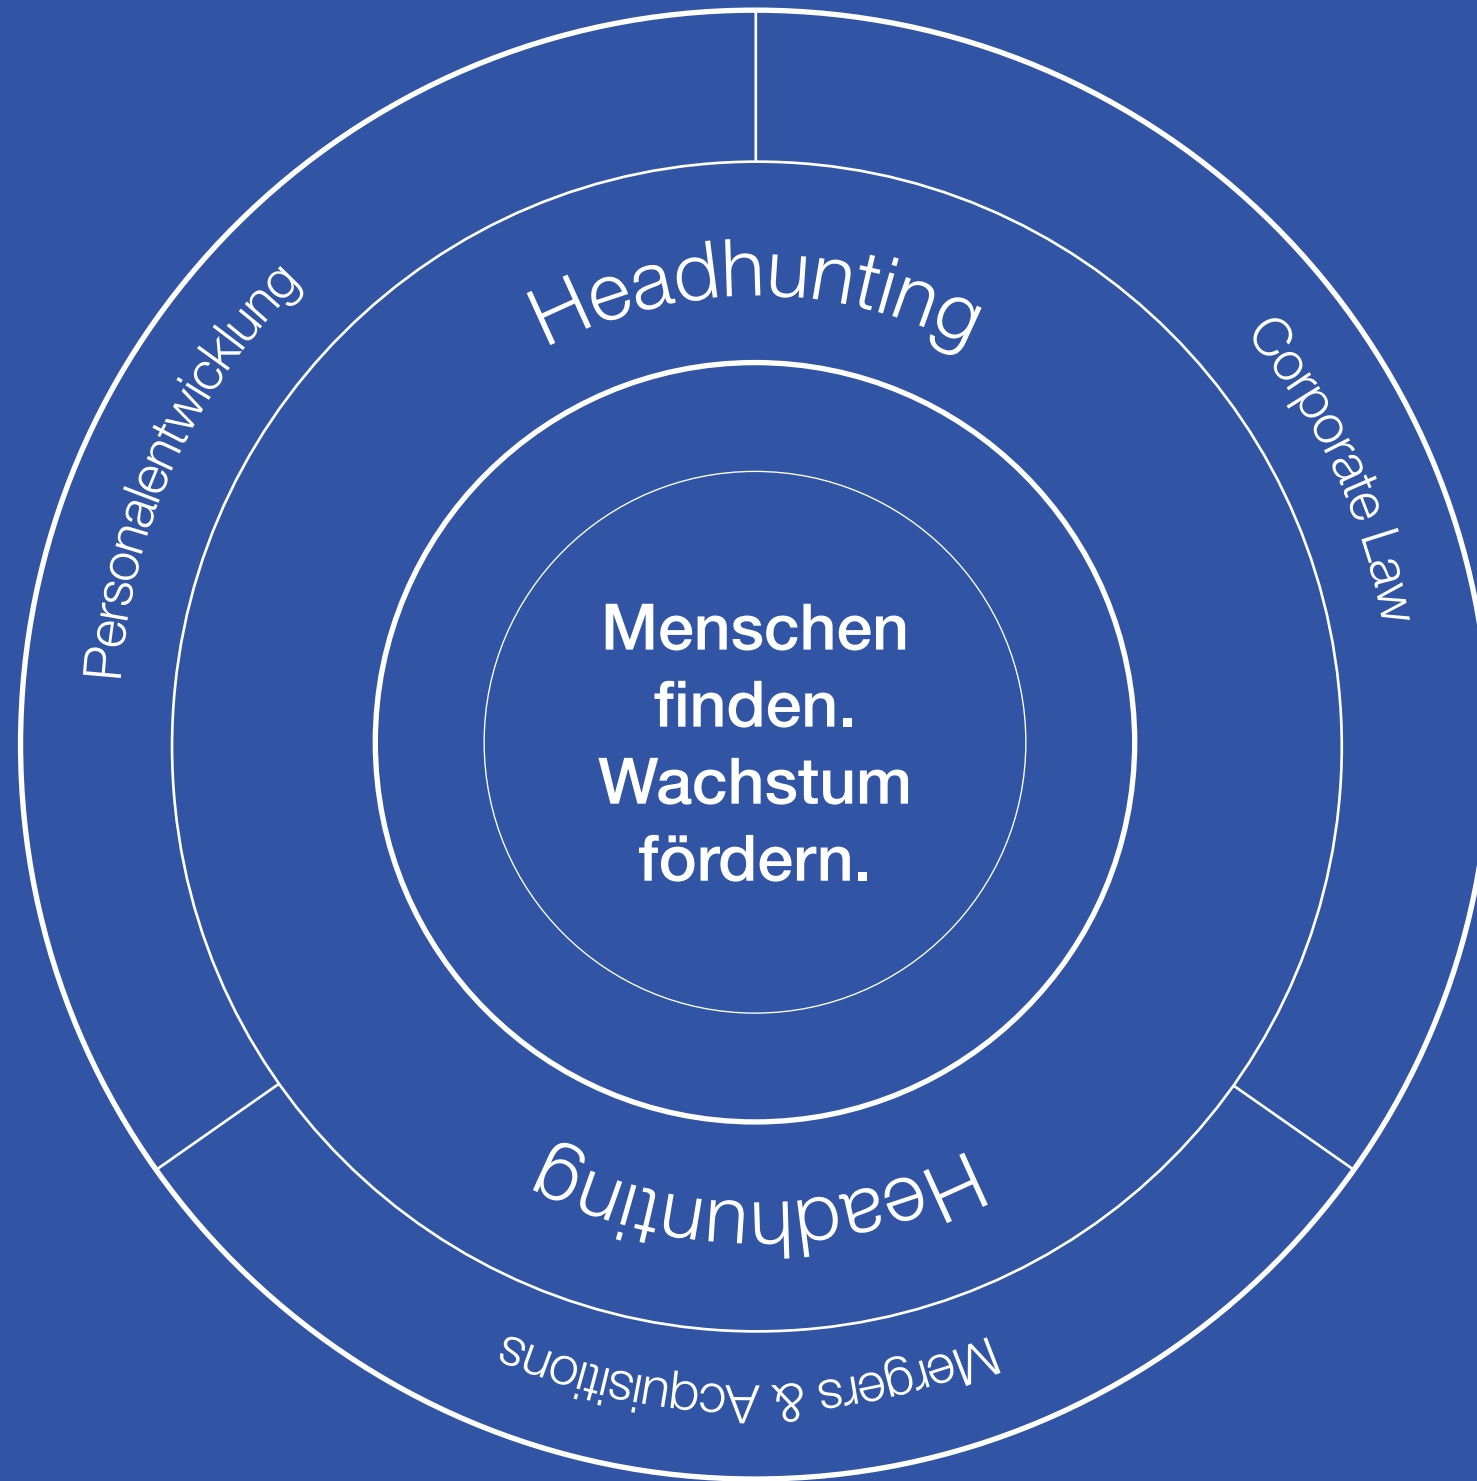 Headhunting
Personalentwicklung
Corporate Law
Menschen
finden.
Wachstum
fördern.
Headhunting
Mergers & Acquisitions